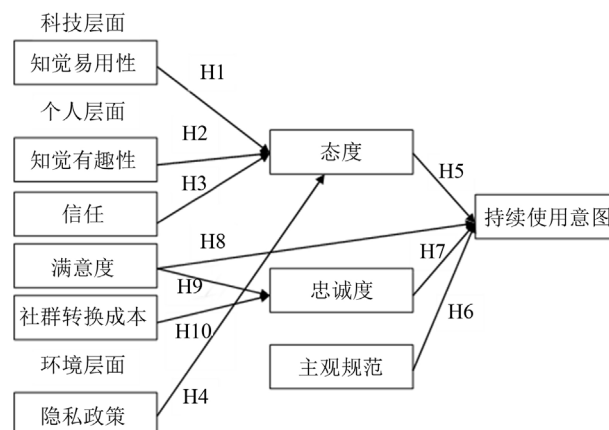 科技层面
知觉易用性
H1
个人层面
H2
知觉有趣性
态度
H3
H5
信任
持续使用意图
H8
满意度
H7
H9
忠诚度
社群转换成本
H10
H6
环境层面
主观规范
H4
隐私政策